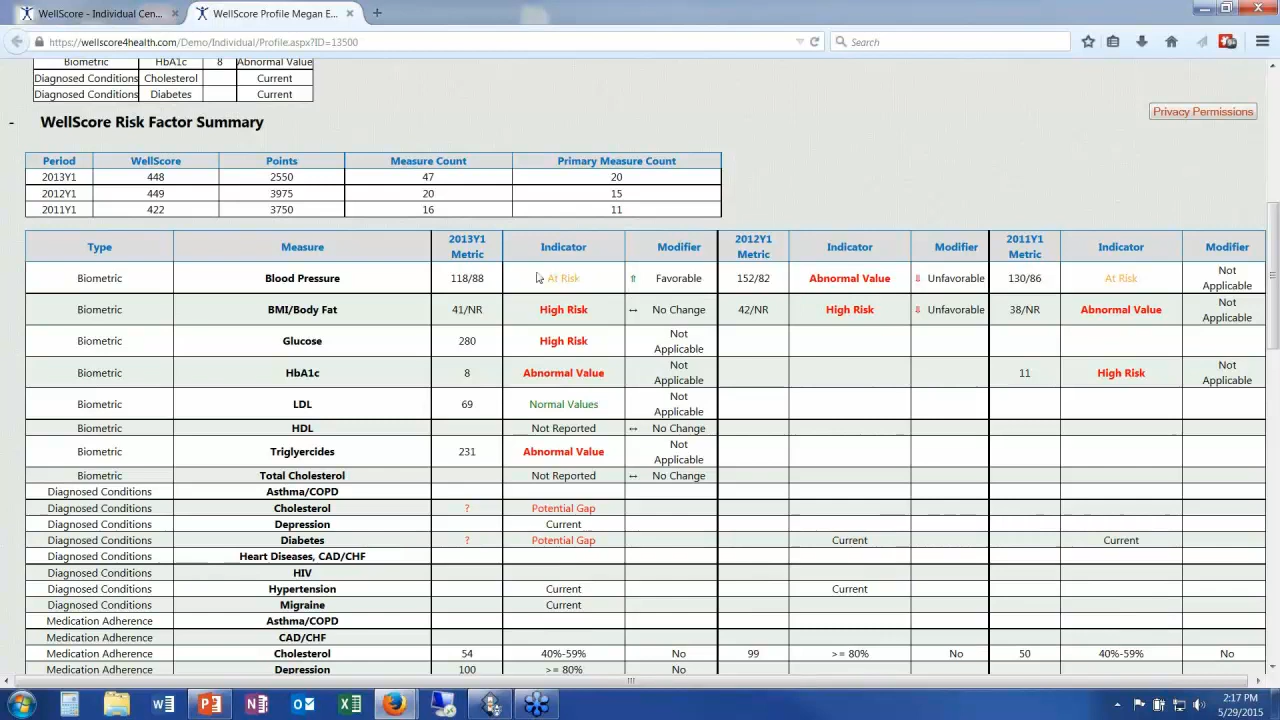 WellScore - Individual Cen... × WellScore Profile Megan E... × +
https://wellscore4health.com/Demo/Individual/Profile.aspx?ID=13500 Search
Biometric HbA1c 8 Abnormal Value
Diagnosed Conditions Cholesterol Current
Diagnosed Conditions Diabetes Current
Privacy Permissions
- WellScore Risk Factor Summary
Period WellScore Points Measure Count Primary Measure Count
2013Y1 448 2550 47 20
2012Y1 449 3975 20 15
2011Y1 422 3750 16 11
Type Measure 2013Y1 Metric Indicator Modifier 2012Y1 Metric Indicator Modifier 2011Y1 Metric Indicator Modifier
Biometric Blood Pressure 118/88 At Risk ⇧ Favorable 152/82 Abnormal Value ⇩ Unfavorable 130/86 At Risk Not Applicable
Biometric BMI/Body Fat 41/NR High Risk ↔ No Change 42/NR High Risk ⇩ Unfavorable 38/NR Abnormal Value Not Applicable
Biometric Glucose 280 High Risk Not Applicable
Biometric HbA1c 8 Abnormal Value Not Applicable 11 High Risk Not Applicable
Biometric LDL 69 Normal Values Not Applicable
Biometric HDL Not Reported ↔ No Change
Biometric Triglyercides 231 Abnormal Value Not Applicable
Biometric Total Cholesterol Not Reported ↔ No Change
Diagnosed Conditions Asthma/COPD
Diagnosed Conditions Cholesterol ? Potential Gap
Diagnosed Conditions Depression Current
Diagnosed Conditions Diabetes ? Potential Gap Current Current
Diagnosed Conditions Heart Diseases, CAD/CHF
Diagnosed Conditions HIV
Diagnosed Conditions Hypertension Current Current
Diagnosed Conditions Migraine Current
Medication Adherence Asthma/COPD
Medication Adherence CAD/CHF
Medication Adherence Cholesterol 54 40%-59% No 99 >= 80% No 50 40%-59% No
Medication Adherence Depression 100 >= 80% No
2:17 PM
5/29/2015